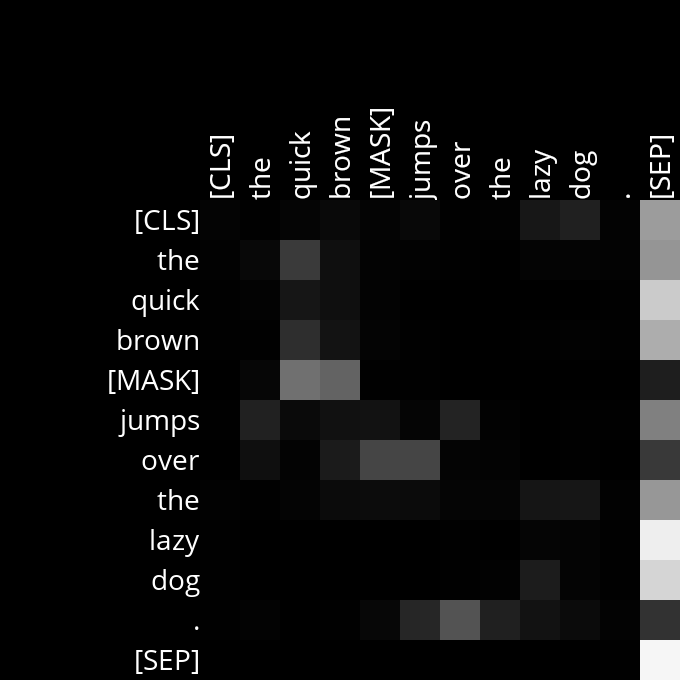 [CLS] the quick brown [MASK] jumps over the lazy dog . [SEP]
[CLS]
the
quick
brown
[MASK]
jumps
over
the
lazy
dog
.
[SEP]